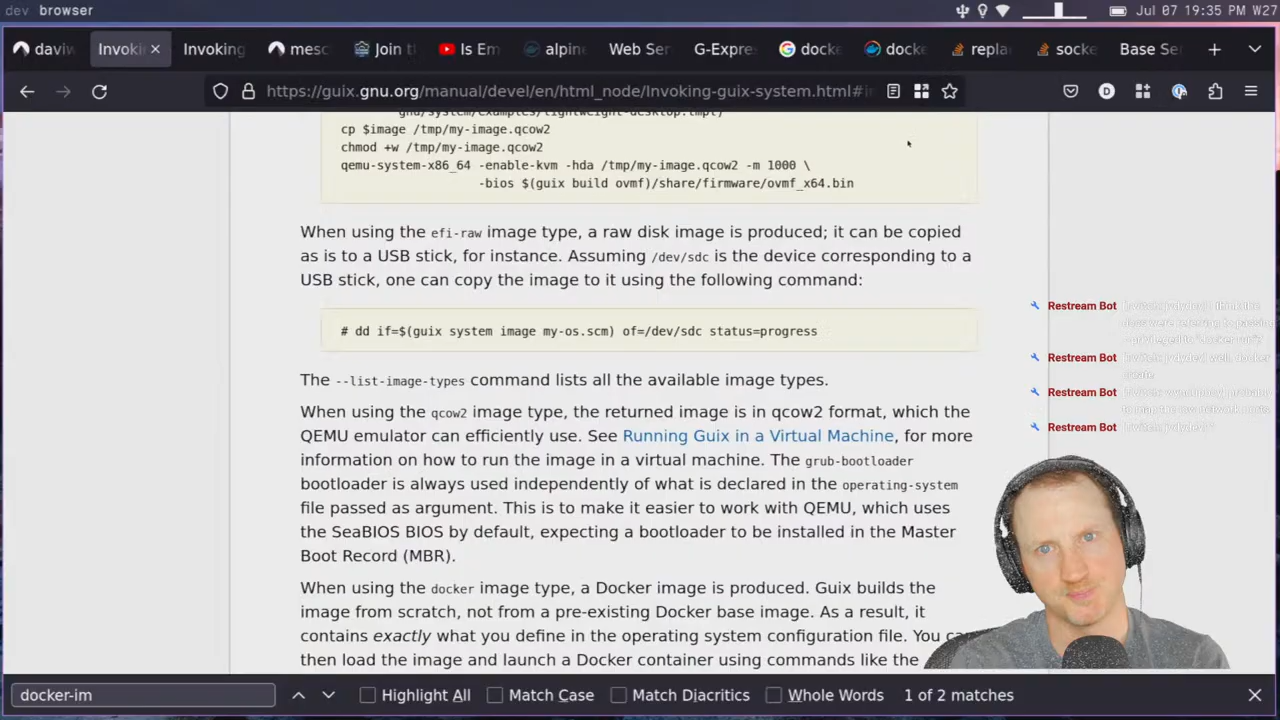 dev browser
Jul 07 19:35 PM W27
daviw
Invoki
Invoking
mesc
Join t
Is Em
alpine
Web Ser
G-Expre
docke
docke
repla
socke
Base Se
https://guix.gnu.org/manual/devel/en/html_node/Invoking-guix-system.html#i
gnu/system/examples/lightweight-desktop.tmpl)
cp $image /tmp/my-image.qcow2
chmod +w /tmp/my-image.qcow2
qemu-system-x86_64 -enable-kvm -hda /tmp/my-image.qcow2 -m 1000 \
-bios $(guix build ovmf)/share/firmware/ovmf_x64.bin
When using the efi-raw image type, a raw disk image is produced; it can be copied
as is to a USB stick, for instance. Assuming /dev/sdc is the device corresponding to a
USB stick, one can copy the image to it using the following command:
# dd if=$(guix system image my-os.scm) of=/dev/sdc status=progress
The --list-image-types command lists all the available image types.
When using the qcow2 image type, the returned image is in qcow2 format, which the
QEMU emulator can efficiently use. See Running Guix in a Virtual Machine, for more
information on how to run the image in a virtual machine. The grub-bootloader
bootloader is always used independently of what is declared in the operating-system
file passed as argument. This is to make it easier to work with QEMU, which uses
the SeaBIOS BIOS by default, expecting a bootloader to be installed in the Master
Boot Record (MBR).
When using the docker image type, a Docker image is produced. Guix builds the
image from scratch, not from a pre-existing Docker base image. As a result, it
contains exactly what you define in the operating system configuration file. You ca
then load the image and launch a Docker container using commands like the
Restream Bot
Restream Bot
Restream Bot
Restream Bot
docker-im
Highlight All
Match Case
Match Diacritics
Whole Words
1 of 2 matches